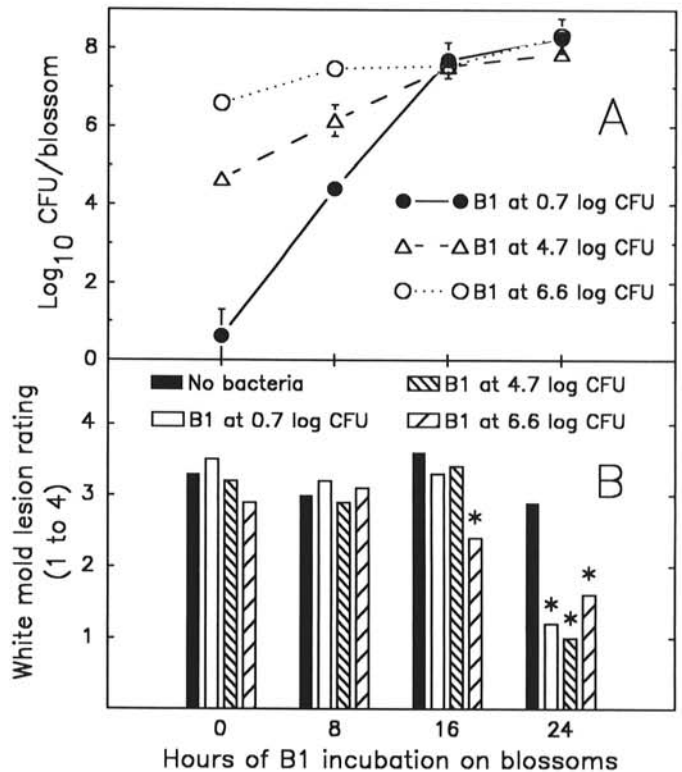 8
6
4
2
0
Log10 CFU/blossom
A
B1 at 0.7 log CFU
B1 at 4.7 log CFU
B1 at 6.6 log CFU
No bacteria
B1 at 0.7 log CFU
B1 at 4.7 log CFU
B1 at 6.6 log CFU
4
3
2
1
White mold lesion rating
(1 to 4)
B
*
*
*
*
0 8 16 24
Hours of B1 incubation on blossoms